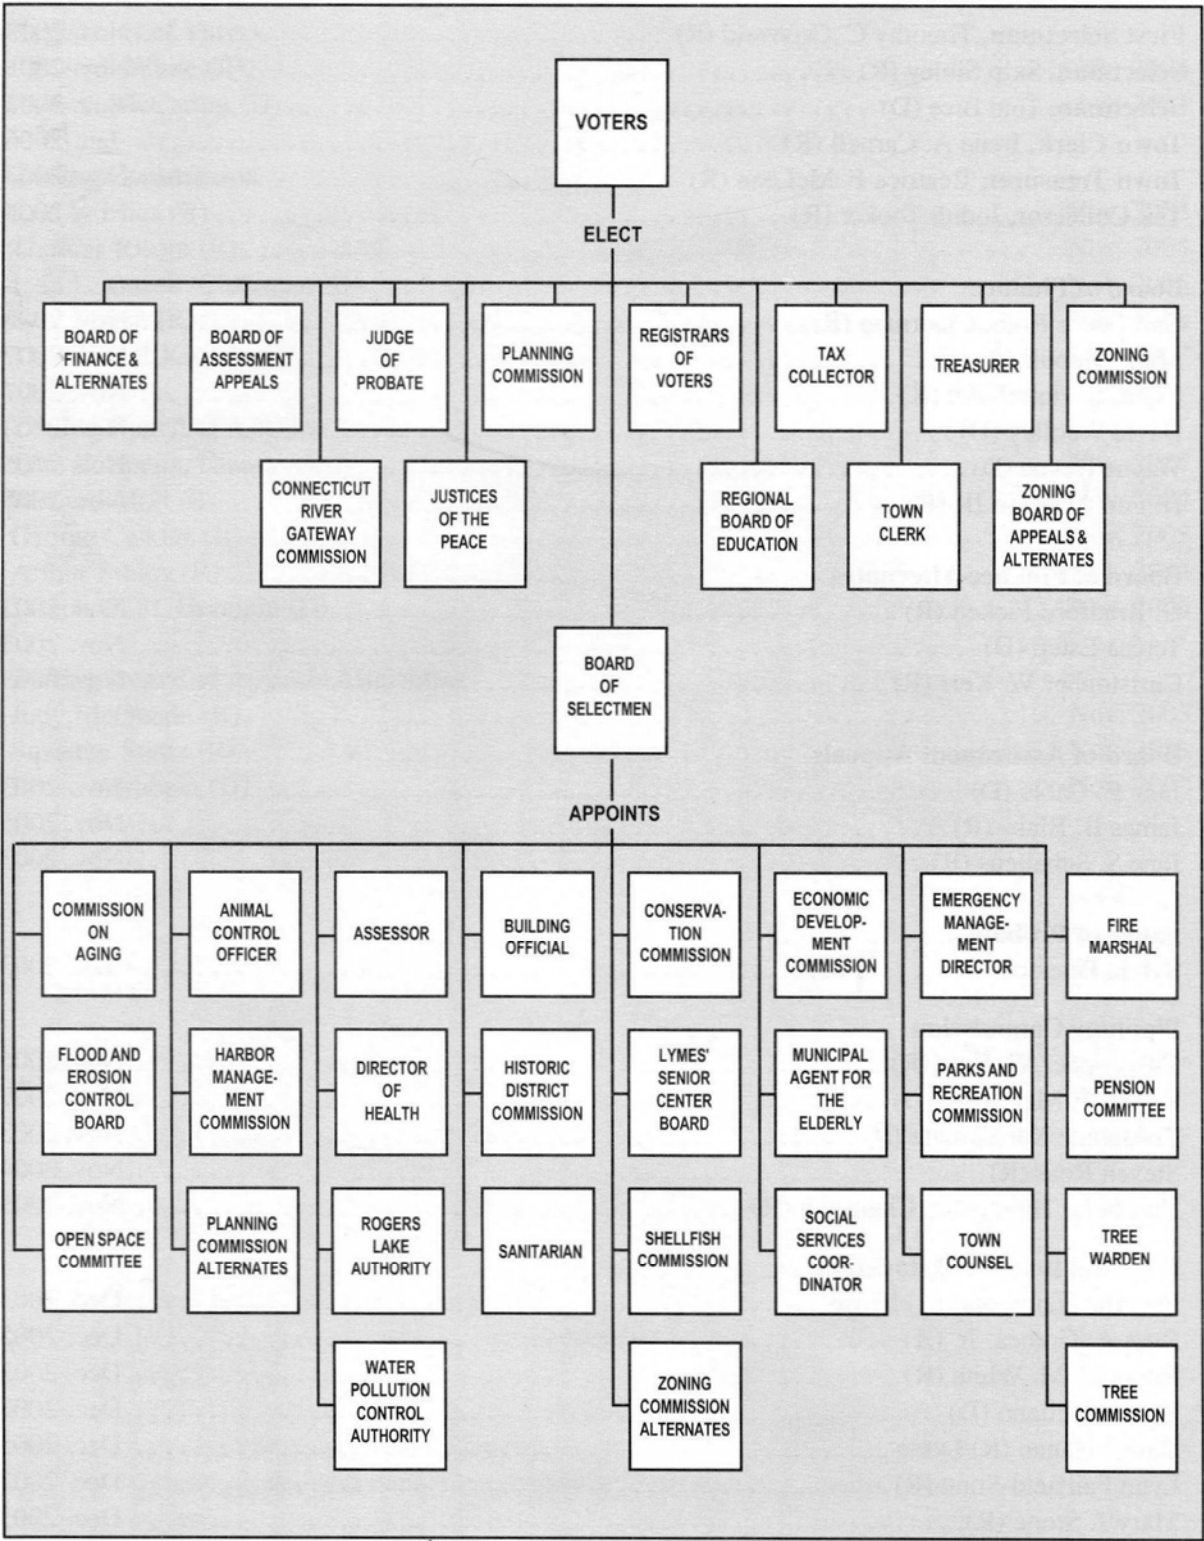 VOTERS
ELECT
BOARD OF
FINANCE &
ALTERNATES
BOARD OF
ASSESSMENT
APPEALS
JUDGE
OF
PROBATE
PLANNING
COMMISSION
REGISTRARS
OF
VOTERS
TAX
COLLECTOR
TREASURER
ZONING
COMMISSION
CONNECTICUT
RIVER
GATEWAY
COMMISSION
JUSTICES
OF THE
PEACE
REGIONAL
BOARD OF
EDUCATION
TOWN
CLERK
ZONING
BOARD OF
APPEALS &
ALTERNATES
BOARD
OF
SELECTMEN
APPOINTS
COMMISSION
ON
AGING
ANIMAL
CONTROL
OFFICER
ASSESSOR
BUILDING
OFFICIAL
CONSERVA-
TION
COMMISSION
ECONOMIC
DEVELOP-
MENT
COMMISSION
EMERGENCY
MANAGE-
MENT
DIRECTOR
FIRE
MARSHAL
FLOOD AND
EROSION
CONTROL
BOARD
HARBOR
MANAGE-
MENT
COMMISSION
DIRECTOR
OF
HEALTH
HISTORIC
DISTRICT
COMMISSION
LYMES'
SENIOR
CENTER
BOARD
MUNICIPAL
AGENT FOR
THE
ELDERLY
PARKS AND
RECREATION
COMMISSION
PENSION
COMMITTEE
OPEN SPACE
COMMITTEE
PLANNING
COMMISSION
ALTERNATES
ROGERS
LAKE
AUTHORITY
SANITARIAN
SHELLFISH
COMMISSION
SOCIAL
SERVICES
COOR-
DINATOR
TOWN
COUNSEL
TREE
WARDEN
WATER
POLLUTION
CONTROL
AUTHORITY
ZONING
COMMISSION
ALTERNATES
TREE
COMMISSION